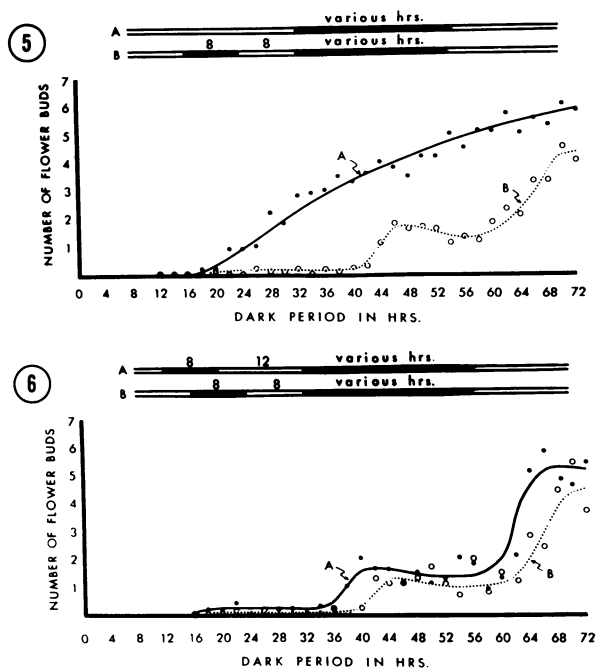 5
various hrs.
A
8 8 various hrs.
B
7
6
5
4
3
2
1
NUMBER OF FLOWER BUDS
A
B
0 4 8 12 16 20 24 28 32 36 40 44 48 52 56 60 64 68 72
DARK PERIOD IN HRS.
6
8 12 various hrs.
A
8 8 various hrs.
B
7
6
5
4
3
2
1
NUMBER OF FLOWER BUDS
A
B
0 4 8 12 16 20 24 28 32 36 40 44 48 52 56 60 64 68 72
DARK PERIOD IN HRS.